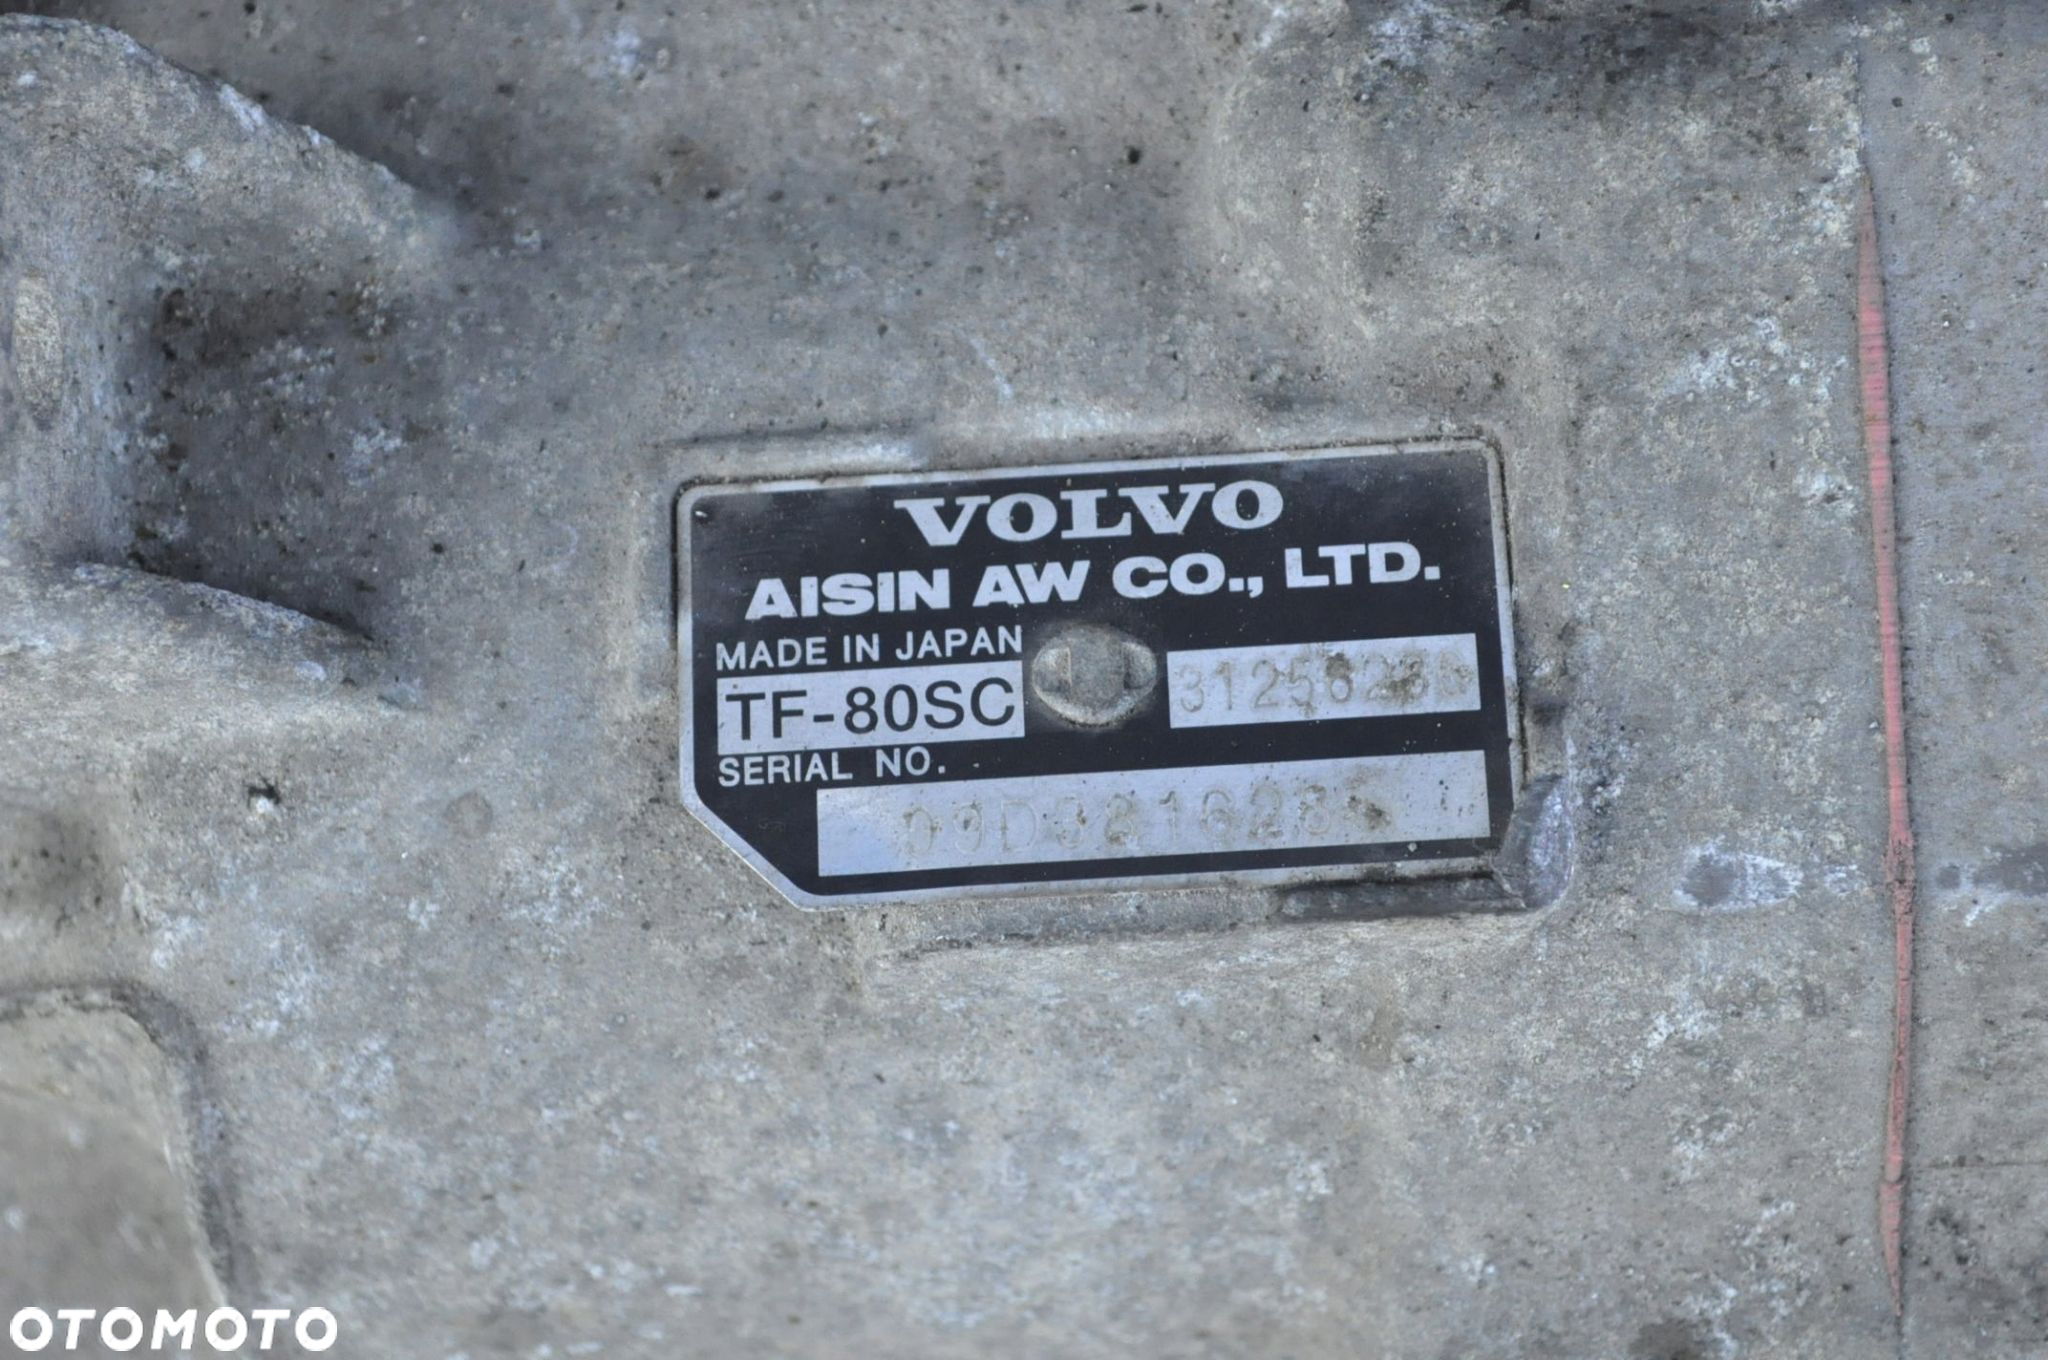 VOLVO
AISIN AW CO., LTD.
MADE IN JAPAN
TF-80SC
SERIAL NO.
OTOMOTO